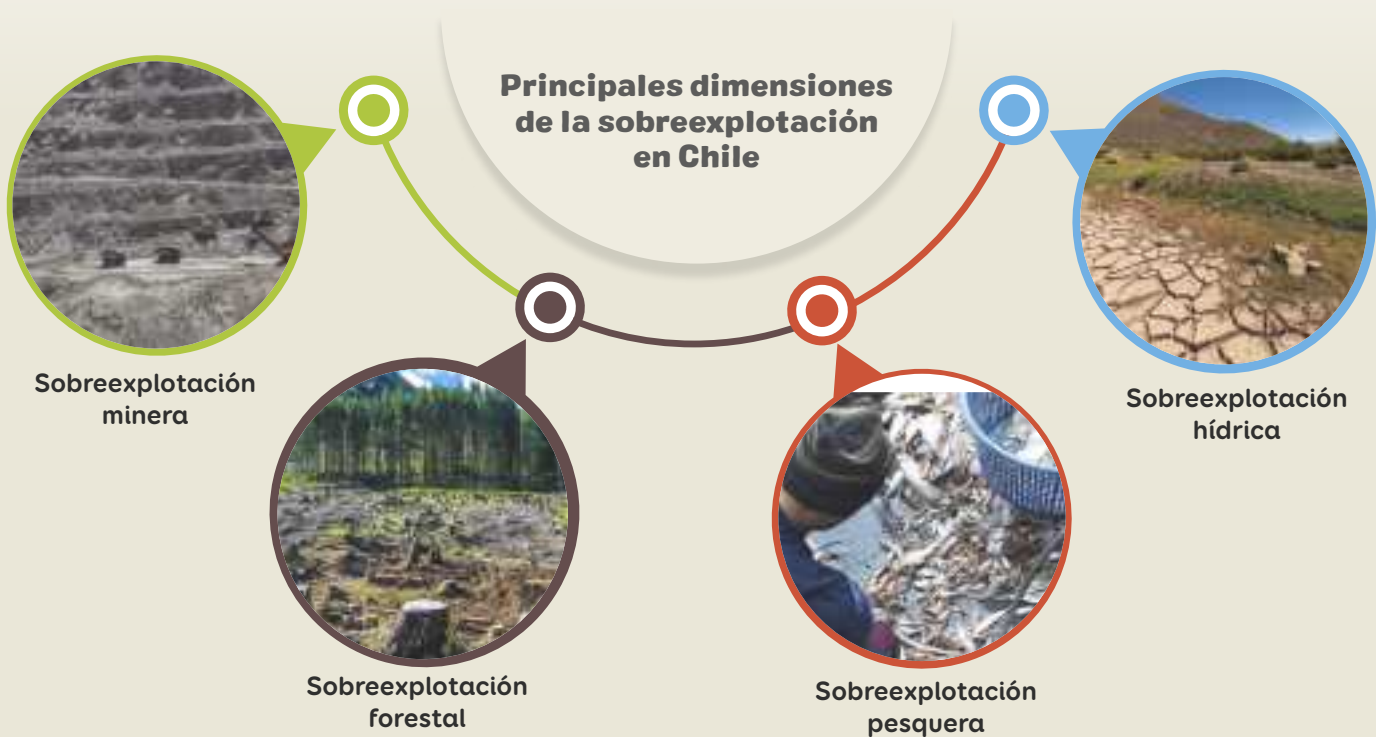 Principales dimensiones
de la sobreexplotación
en Chile
Sobreexplotación
minera
Sobreexplotación
forestal
Sobreexplotación
pesquera
Sobreexplotación
hídrica